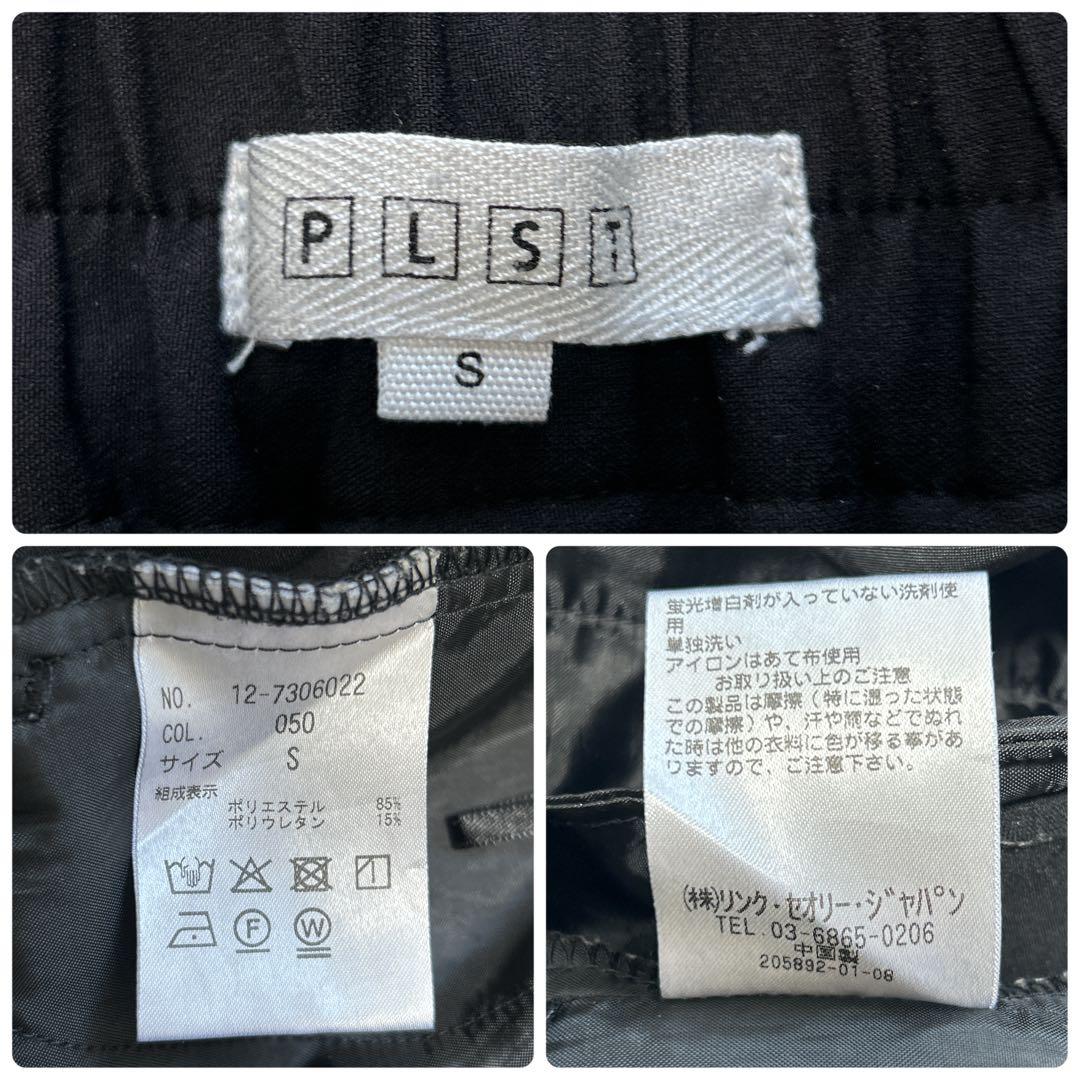 P L S T
S
NO. 12-7306022
COL. 050
サイズ S
組成表示
ポリエステル 85%
ポリウレタン 15%
F W
蛍光増白剤が入っていない洗剤使
用
単独洗い
アイロンはあて布使用
お取り扱い上のご注意
この製品は摩擦(特に湿った状態
での摩擦)や、汗や雨などでぬれ
た時は他の衣料に色が移る事があ
りますので、ご注意下さい。
(株)リンク・セオリー・ジャパン
TEL.03-6865-0206
中国製
205892-01-08